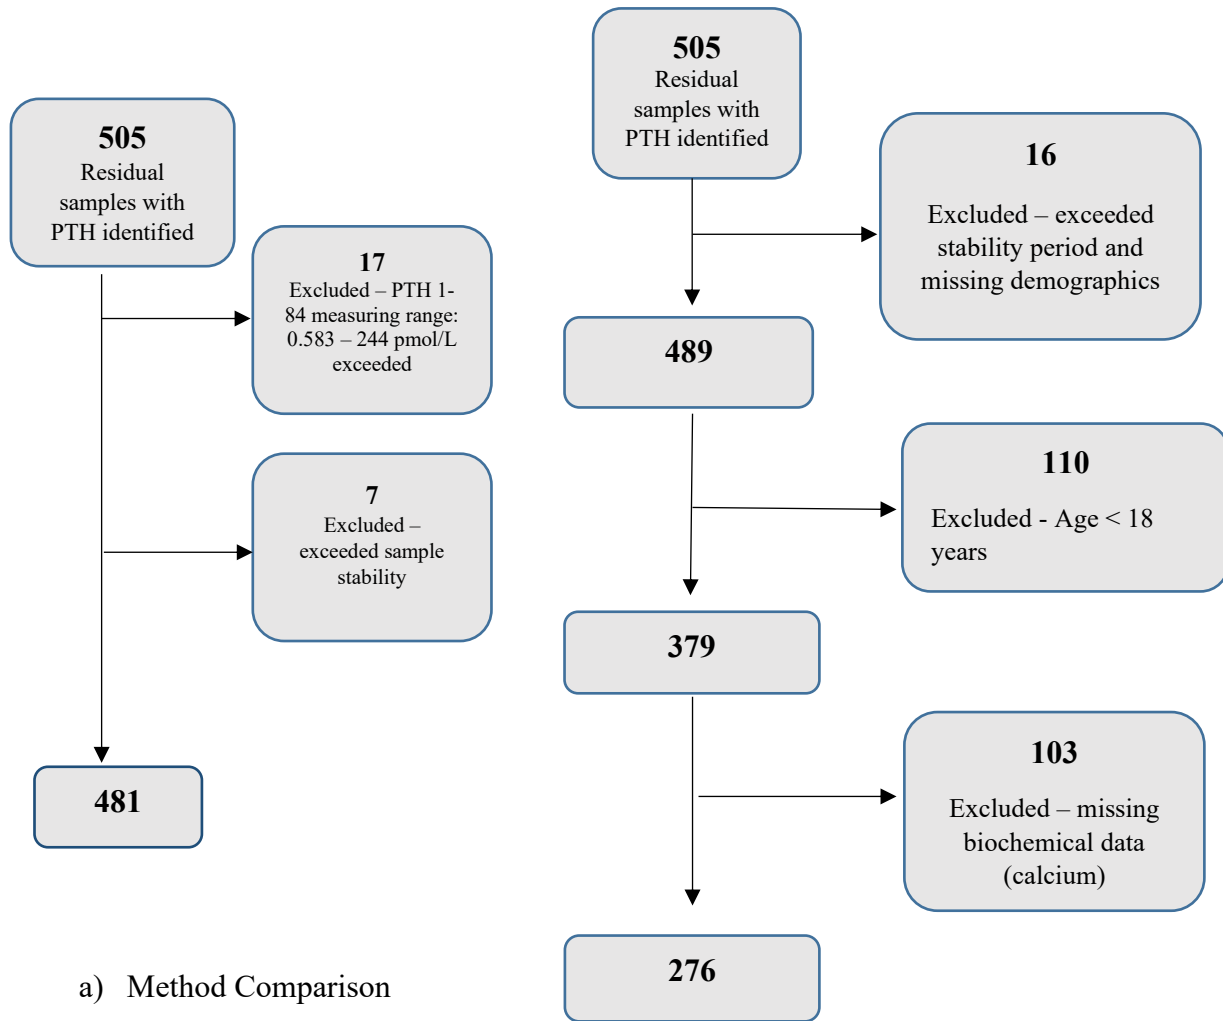 505
Residual
samples with
PTH identified
17
Excluded – PTH 1-
84 measuring range:
0.583 – 244 pmol/L
exceeded
7
Excluded –
exceeded sample
stability
481
a) Method Comparison
505
Residual
samples with
PTH identified
16
Excluded – exceeded
stability period and
missing demographics
489
110
Excluded - Age < 18
years
379
103
Excluded – missing
biochemical data
(calcium)
276